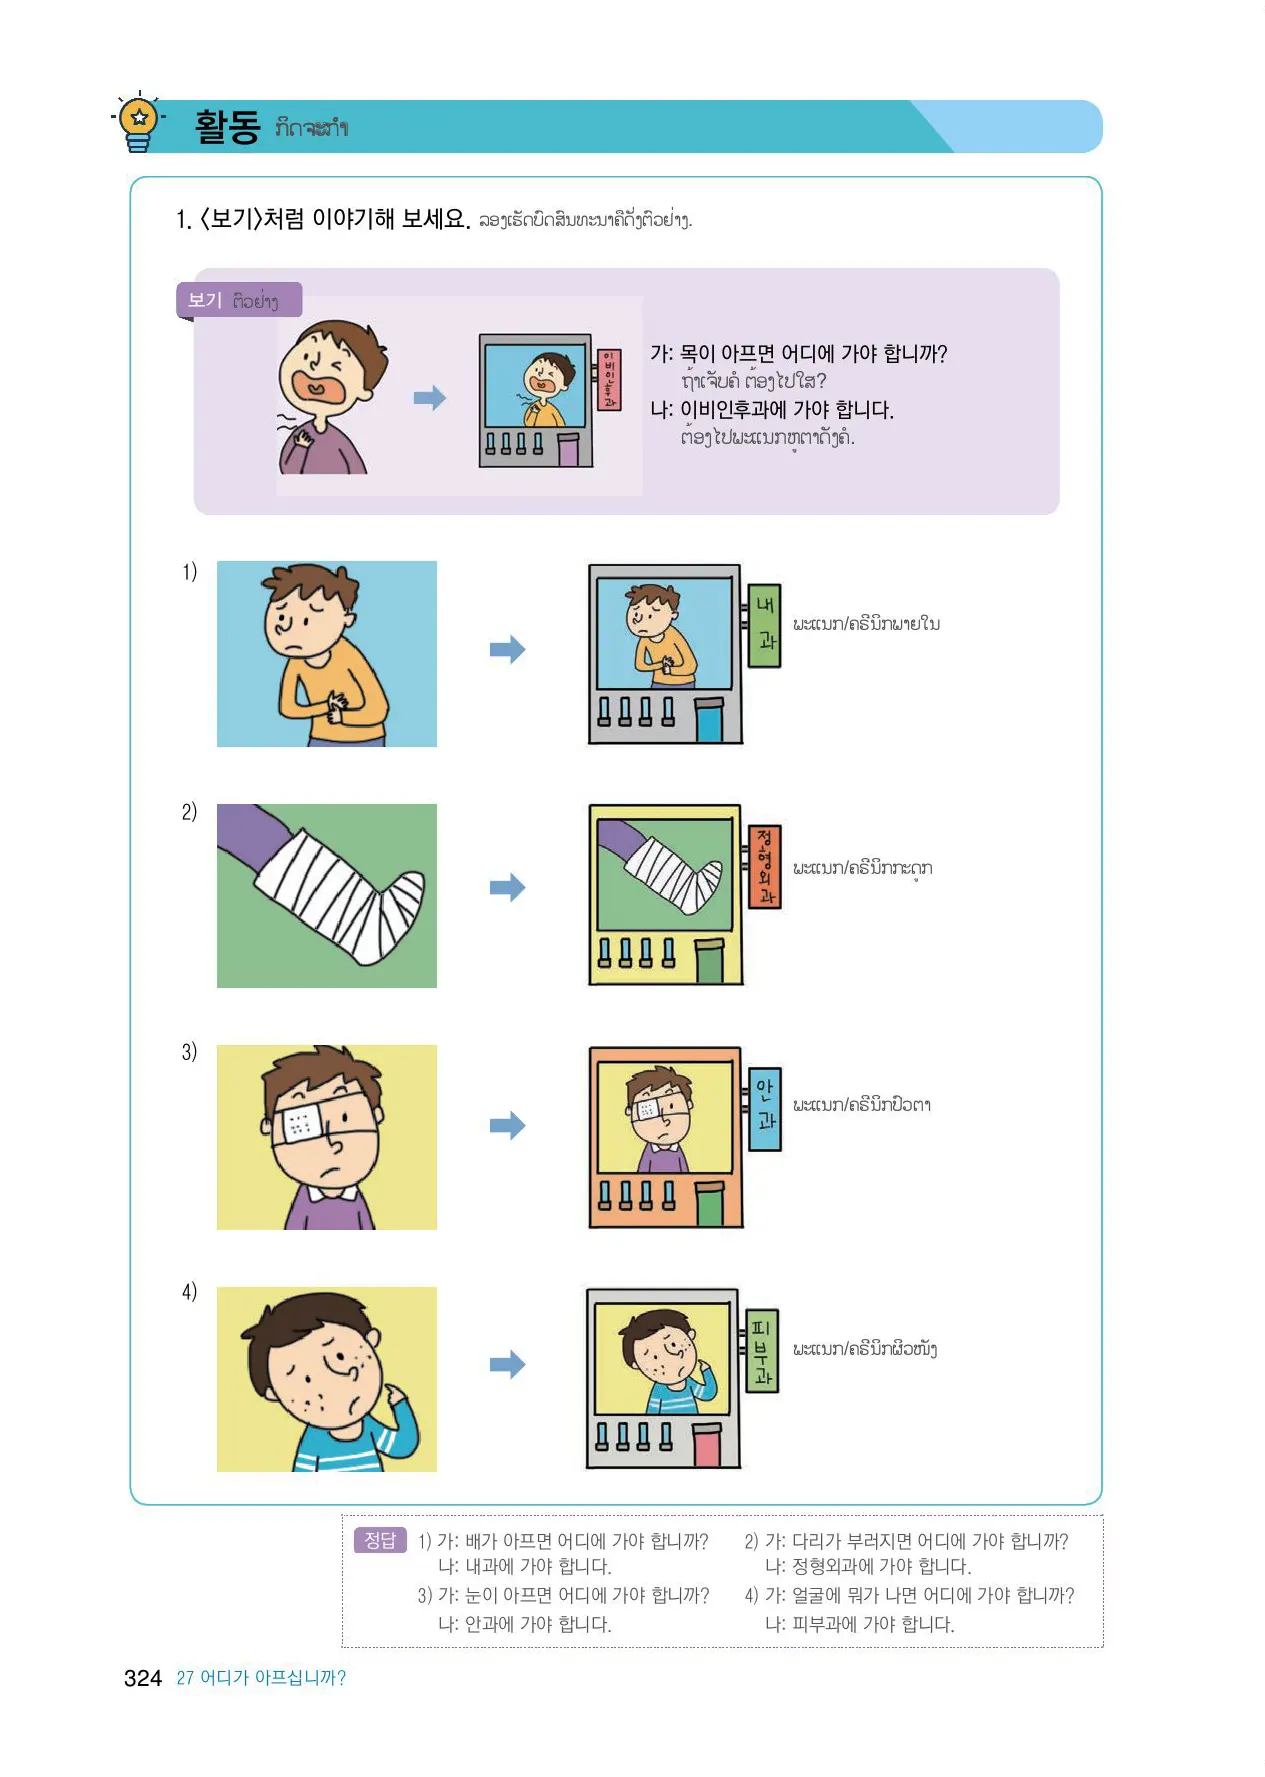 활동 ກິດຈະກຳ
1. 〈보기〉처럼 이야기해 보세요. ລອງເຮັດບົດສົນທະນາຄືດັ່ງຕົວຢ່າງ.
보기 ຕົວຢ່າງ
이비인후과
가: 목이 아프면 어디에 가야 합니까?
ຖ້າເຈັບຄໍ ຕ້ອງໄປໃສ?
나: 이비인후과에 가야 합니다.
ຕ້ອງໄປພະແນກຫູຕາດັງຄໍ.
1)
내과
ພະແນກ/ຄຣີນິກພາຍໃນ
2)
정형외과
ພະແນກ/ຄຣີນິກກະດູກ
3)
안과
ພະແນກ/ຄຣີນິກປົວຕາ
4)
피부과
ພະແນກ/ຄຣີນິກຜິວໜັງ
정답
1) 가: 배가 아프면 어디에 가야 합니까?
나: 내과에 가야 합니다.
2) 가: 다리가 부러지면 어디에 가야 합니까?
나: 정형외과에 가야 합니다.
3) 가: 눈이 아프면 어디에 가야 합니까?
나: 안과에 가야 합니다.
4) 가: 얼굴에 뭐가 나면 어디에 가야 합니까?
나: 피부과에 가야 합니다.
324 27 어디가 아프십니까?